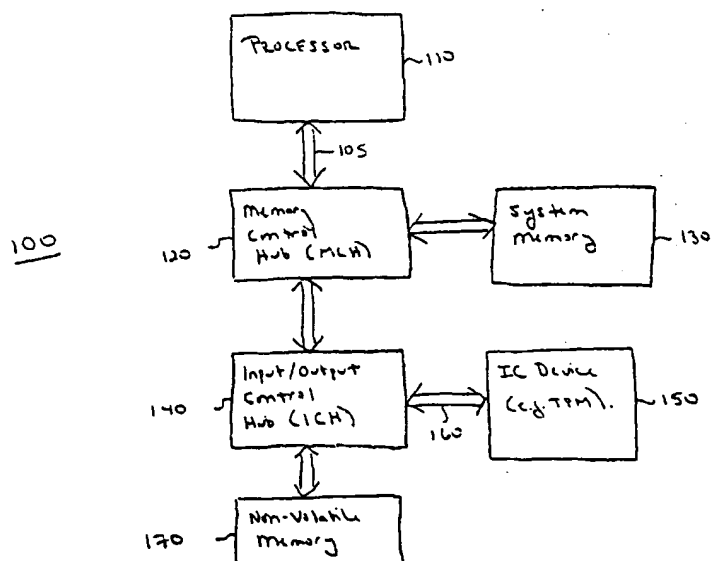 PROCESSOR
110
105
Memory
Control
Hub (MCH)
120
System
Memory
130
100
Input/Output
Control
Hub (ICH)
140
IC Device
(e.g. TPM).
150
160
Non-Volatile
Memory
170